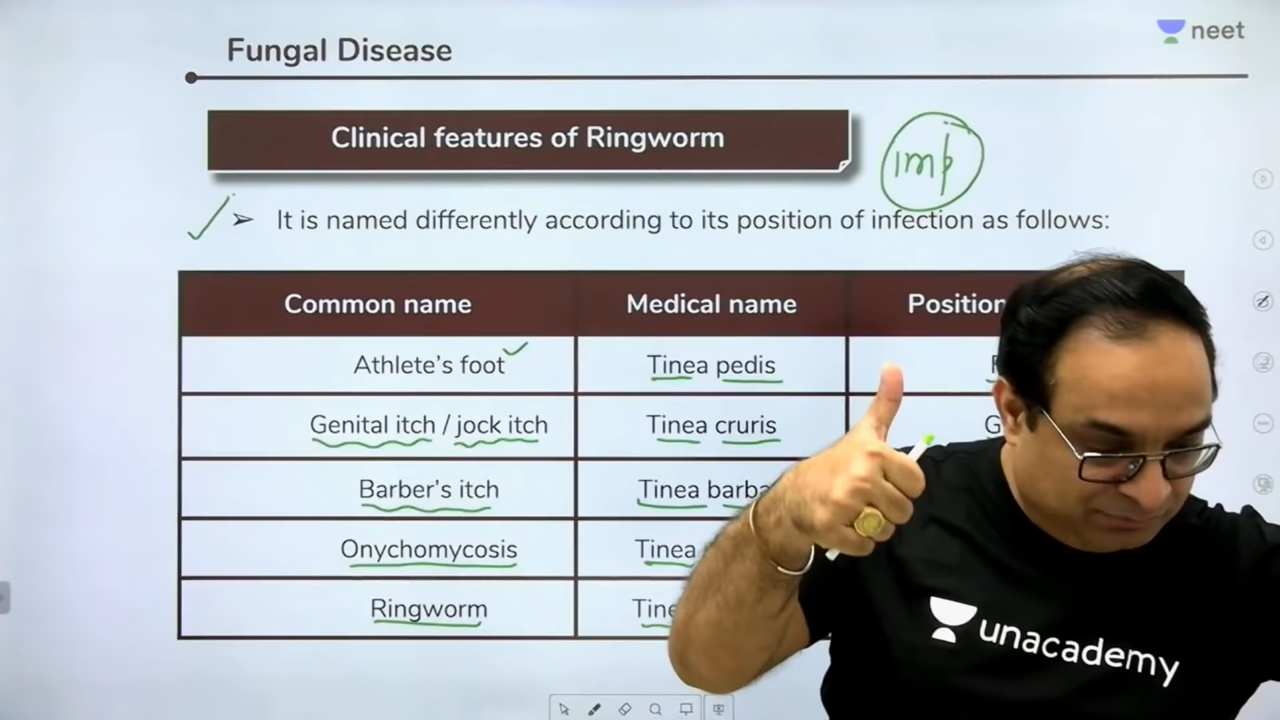 neet
Fungal Disease
Clinical features of Ringworm
imp
➢ It is named differently according to its position of infection as follows:
Common name Medical name Position
Athlete's foot Tinea pedis
Genital itch / jock itch Tinea cruris
Barber's itch Tinea
Onychomycosis Tinea
Ringworm
unacademy